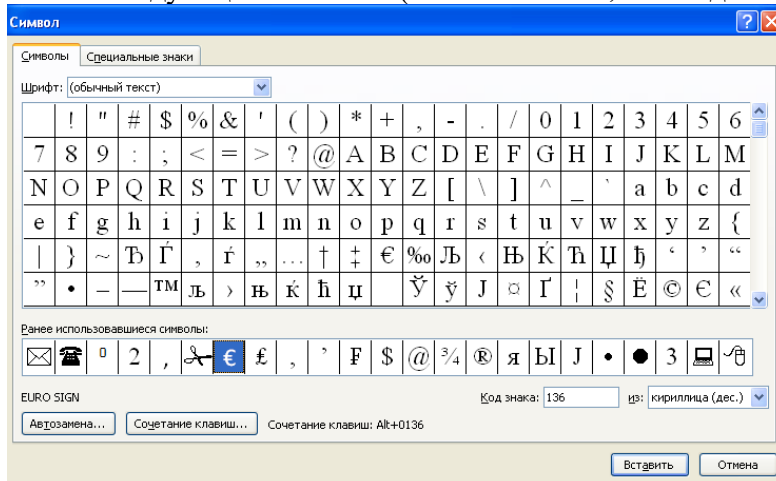 Символ
Символы Специальные знаки
Шрифт: (обычный текст)
! " # $ % & ' ( ) * + , - . / 0 1 2 3 4 5 6
7 8 9 : ; < = > ? @ A B C D E F G H I J K L M
N O P Q R S T U V W X Y Z [ \ ] ^ _ ` a b c d
e f g h i j k l m n o p q r s t u v w x y z {
| } ~ Ђ Ѓ ‚ ѓ „ … † ‡ € ‰ Љ ‹ Њ Ќ Ћ Џ ђ ‘ ’ “
” • – — ™ љ › њ ќ ћ џ Ў ў Ј ¤ Ґ ¦ § Ё © Є «
Ранее использовавшиеся символы:
✉ ☎ º 2 , ✂ € £ , ’ ₣ $ @ ¾ ® я Ы J • ● 3 💻 🖰
EURO SIGN Код знака: 136 из: кириллица (дес.)
Автозамена... Сочетание клавиш... Сочетание клавиш: Alt+0136
Вставить Отмена